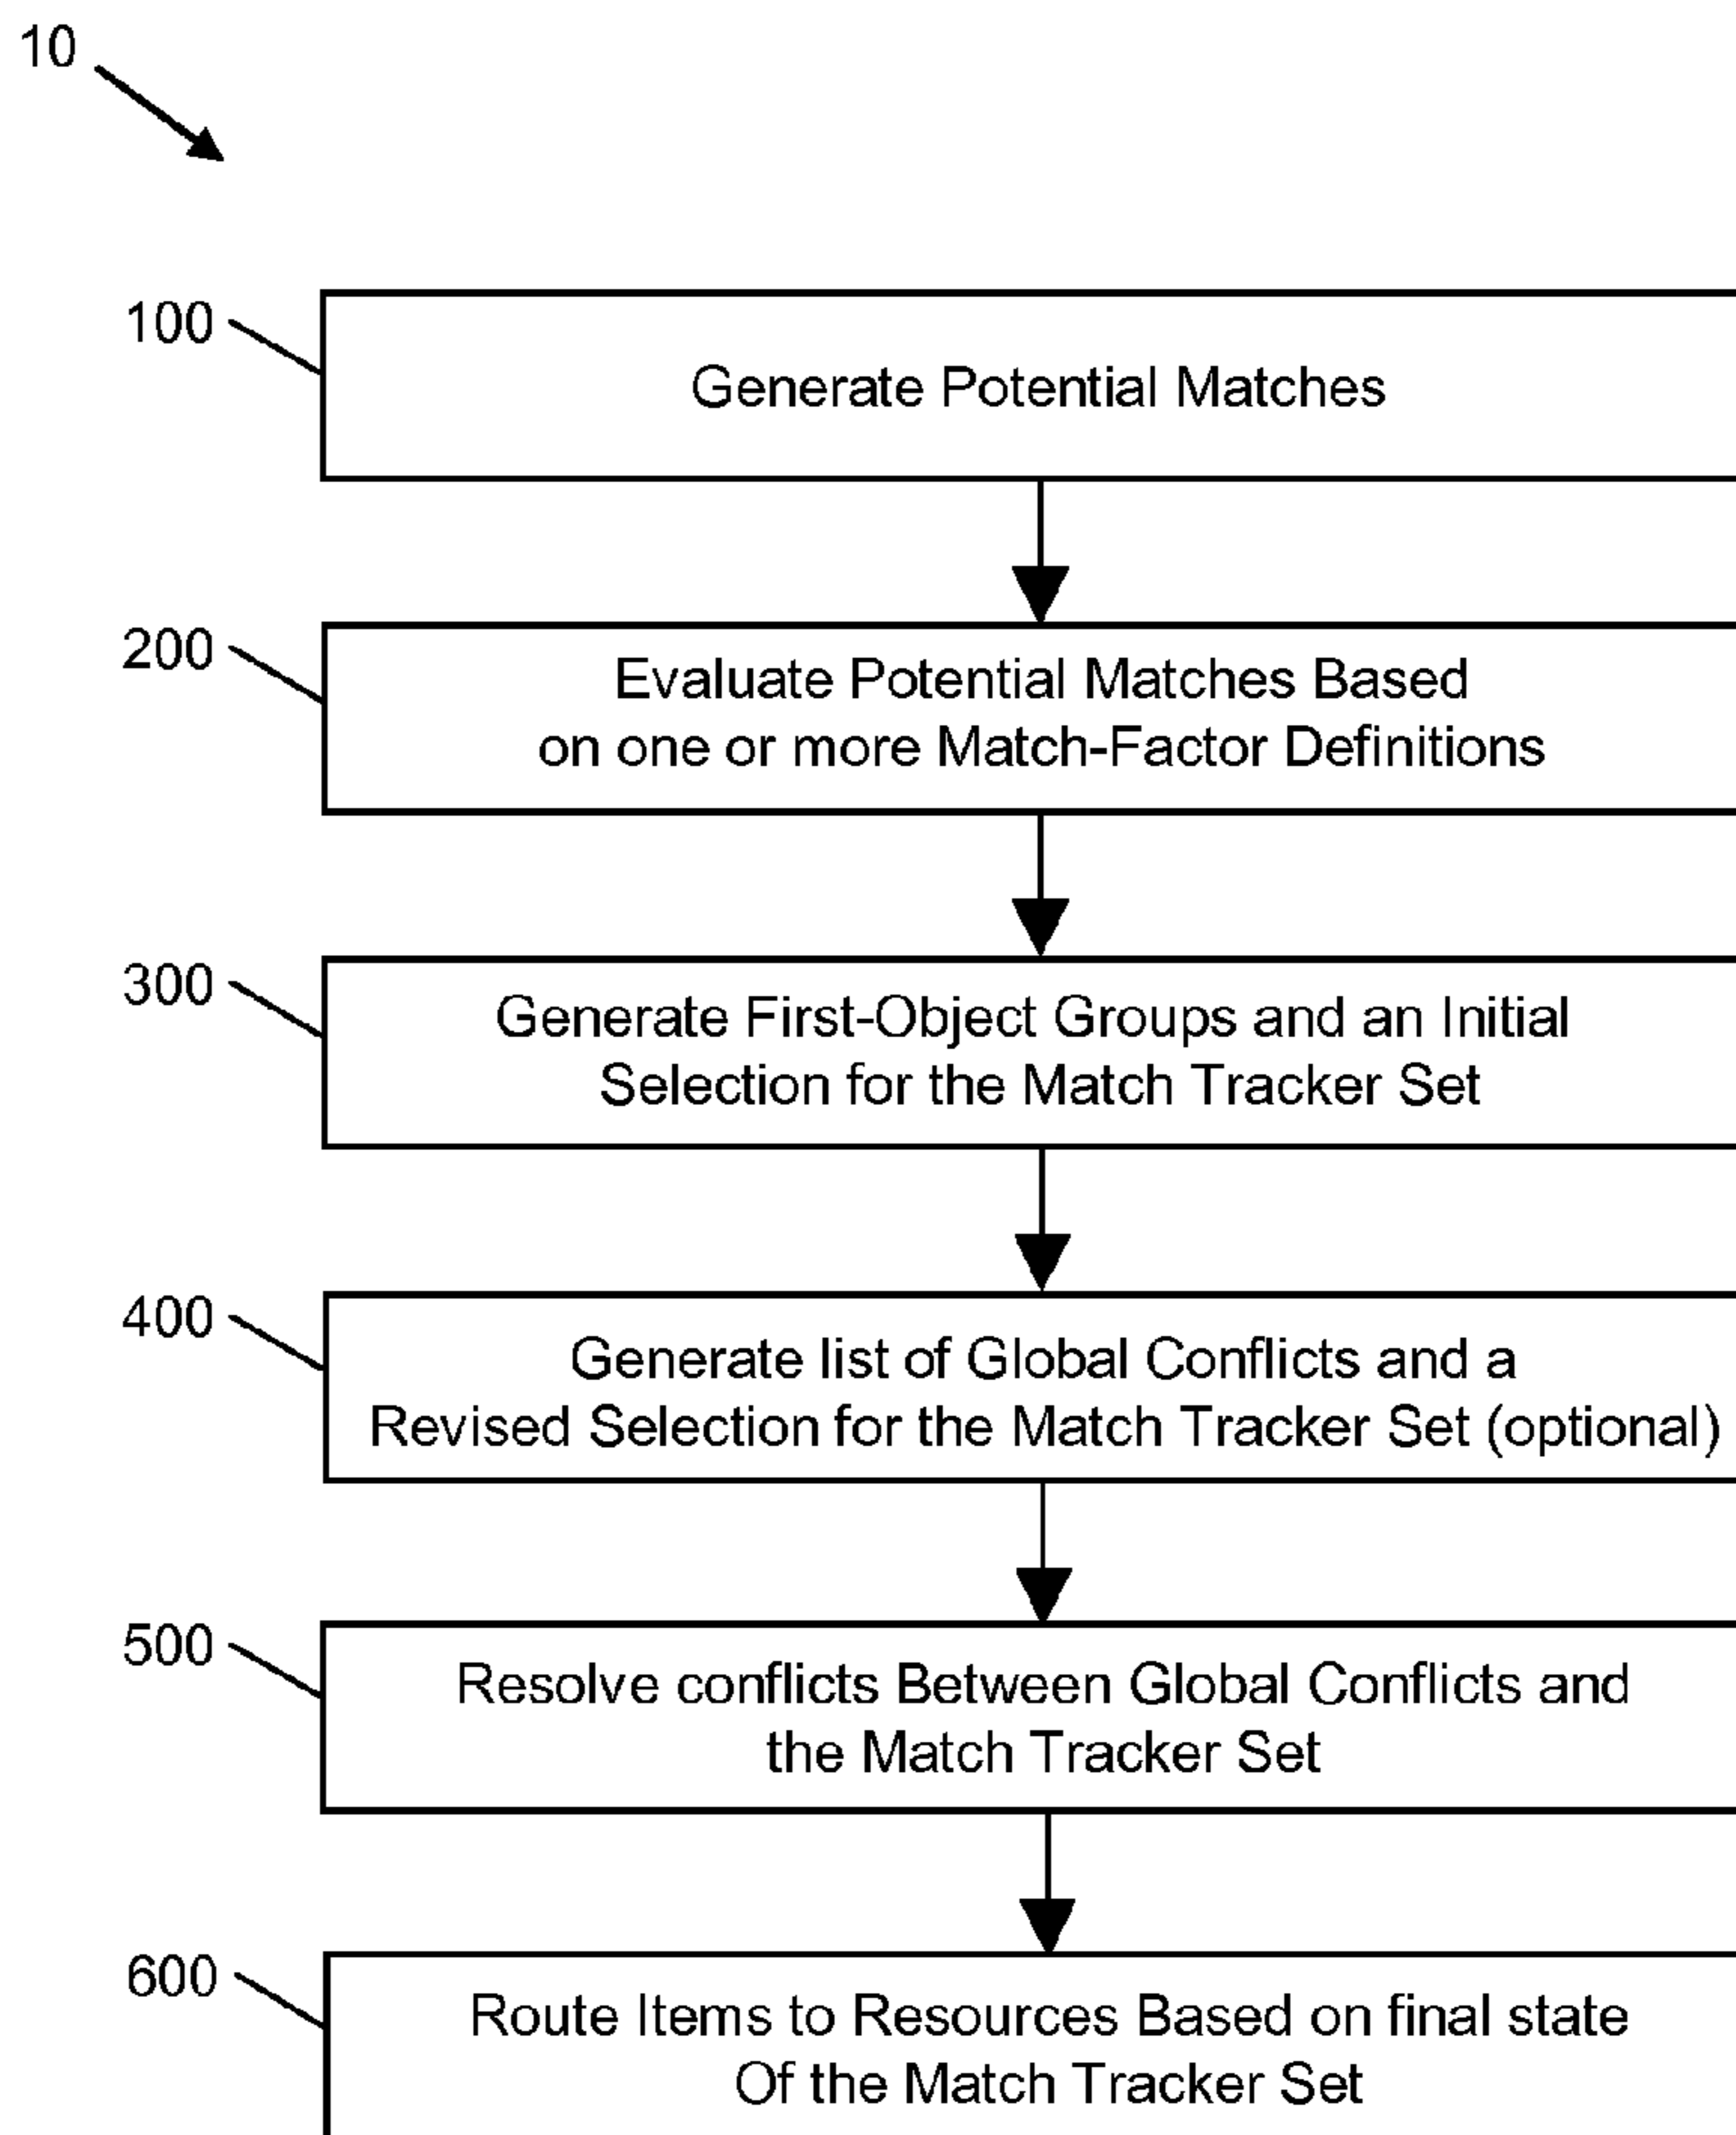 10
100
Generate Potential Matches
200
Evaluate Potential Matches Based
on one or more Match-Factor Definitions
300
Generate First-Object Groups and an Initial
Selection for the Match Tracker Set
400
Generate list of Global Conflicts and a
Revised Selection for the Match Tracker Set (optional)
500
Resolve conflicts Between Global Conflicts and
the Match Tracker Set
600
Route Items to Resources Based on final state
Of the Match Tracker Set